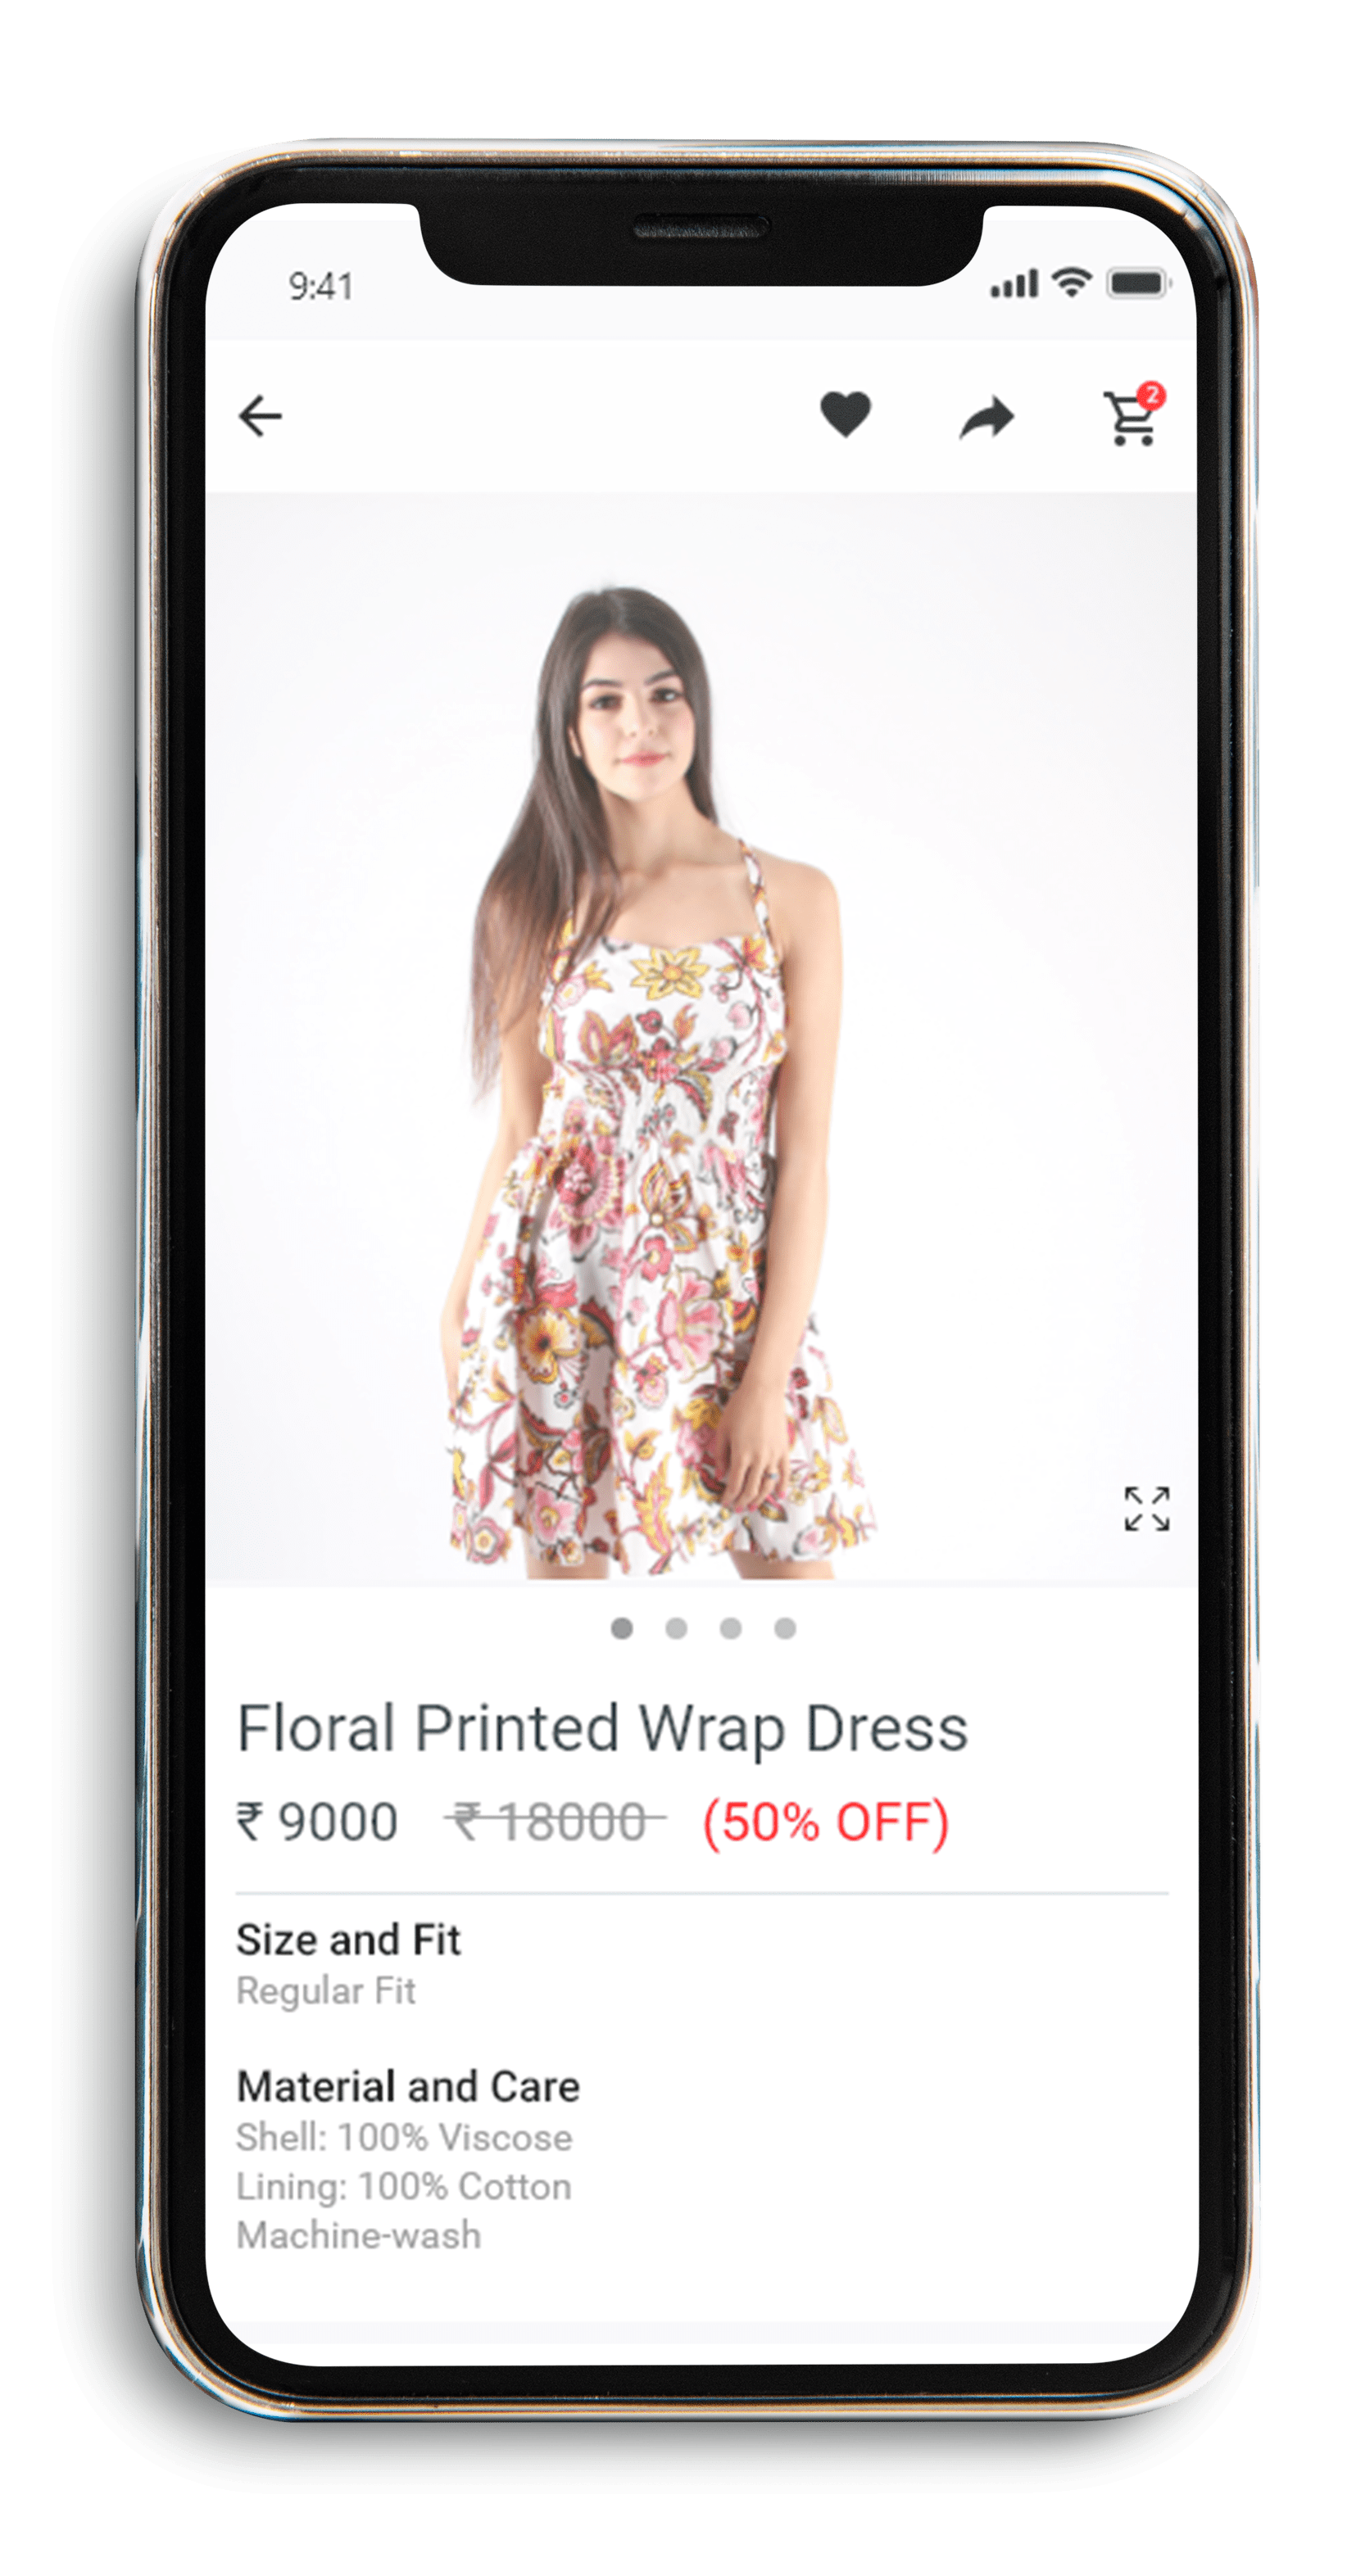 9:41
2
Floral Printed Wrap Dress
₹ 9000 ₹ 18000 (50% OFF)
Size and Fit
Regular Fit
Material and Care
Shell: 100% Viscose
Lining: 100% Cotton
Machine-wash